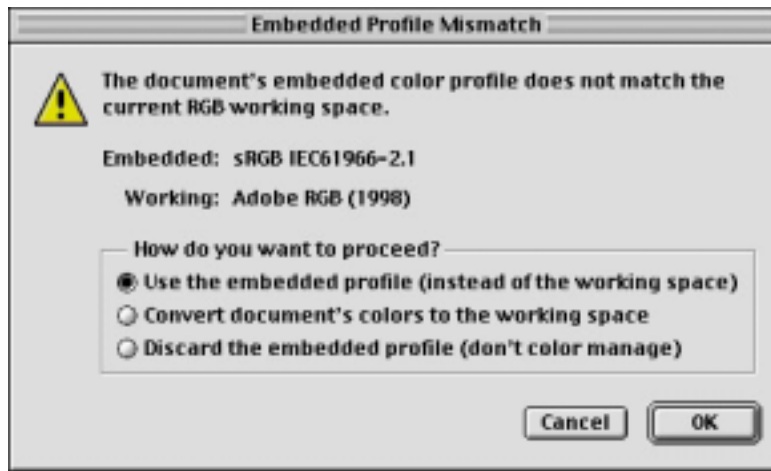 Embedded Profile Mismatch
The document's embedded color profile does not match the
current RGB working space.
Embedded: sRGB IEC61966-2.1
Working: Adobe RGB (1998)
How do you want to proceed?
Use the embedded profile (instead of the working space)
Convert document's colors to the working space
Discard the embedded profile (don't color manage)
Cancel OK